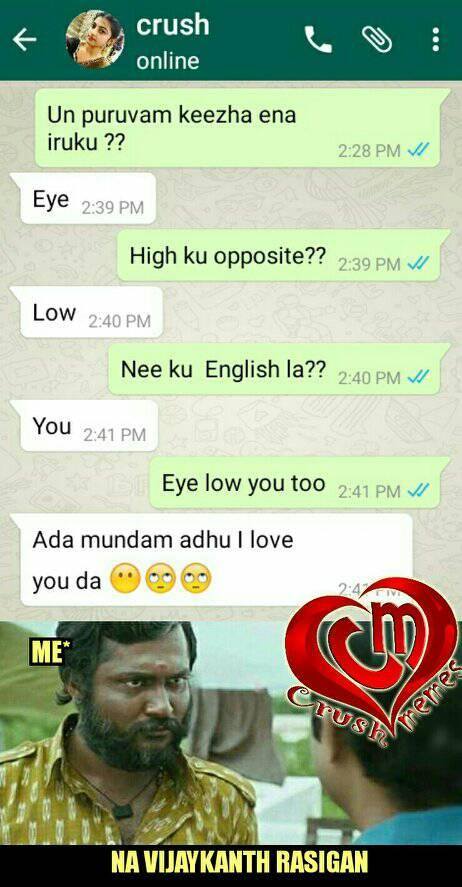 crush
online
Un puruvam keezha ena
iruku ??
2:28 PM
Eye 2:39 PM
High ku opposite?? 2:39 PM
Low 2:40 PM
Nee ku English la?? 2:40 PM
You 2:41 PM
Eye low you too 2:41 PM
Ada mundam adhu I love
you da 😶🙄🙄
cm
Crush memes
ME*
NA VIJAYKANTH RASIGAN